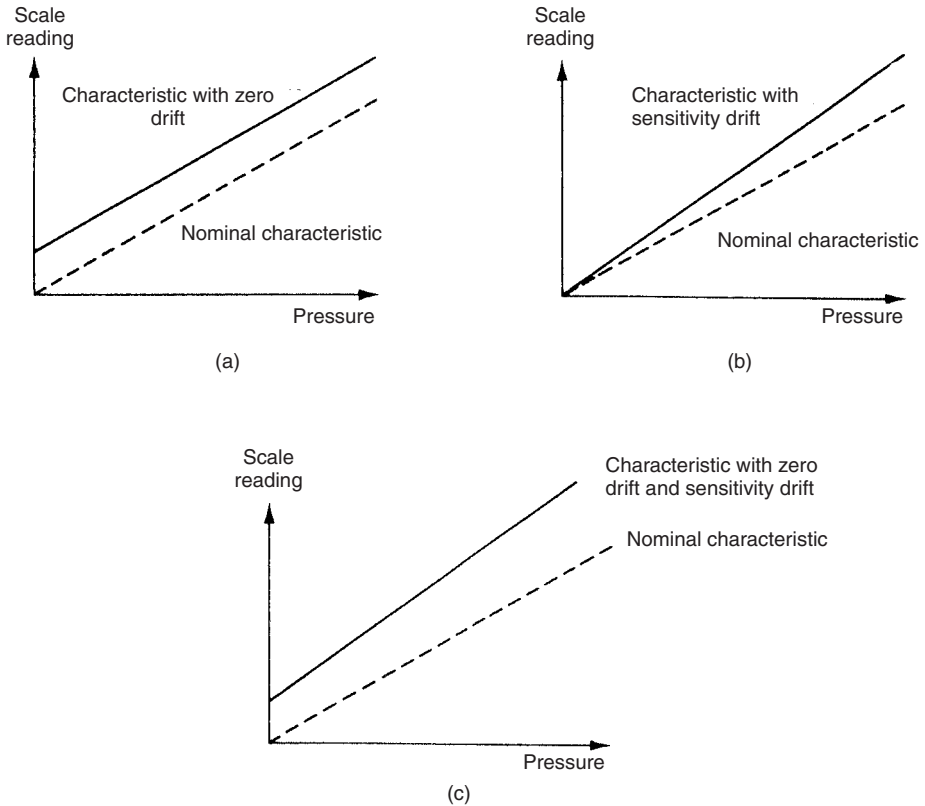 Scale
reading
Characteristic with zero
drift
Nominal characteristic
Pressure
(a)
Scale
reading
Characteristic with
sensitivity drift
Nominal characteristic
Pressure
(b)
Scale
reading
Characteristic with zero
drift and sensitivity drift
Nominal characteristic
Pressure
(c)